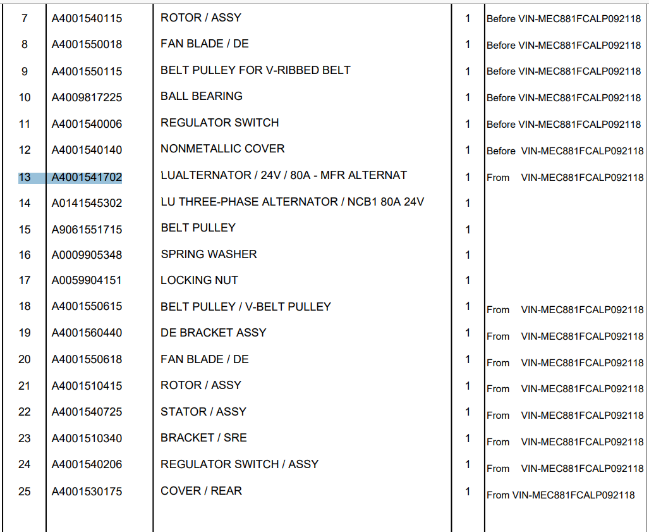 7 A4001540115 ROTOR / ASSY 1 Before VIN-MEC881FCALP092118
8 A4001550018 FAN BLADE / DE 1 Before VIN-MEC881FCALP092118
9 A4001550115 BELT PULLEY FOR V-RIBBED BELT 1 Before VIN-MEC881FCALP092118
10 A4009817225 BALL BEARING 1 Before VIN-MEC881FCALP092118
11 A4001540006 REGULATOR SWITCH 1 Before VIN-MEC881FCALP092118
12 A4001540140 NONMETALLIC COVER 1 Before VIN-MEC881FCALP092118
13 A4001541702 LUALTERNATOR / 24V / 80A - MFR ALTERNAT 1 From VIN-MEC881FCALP092118
14 A0141545302 LU THREE-PHASE ALTERNATOR / NCB1 80A 24V 1
15 A9061551715 BELT PULLEY 1
16 A0009905348 SPRING WASHER 1
17 A0059904151 LOCKING NUT 1
18 A4001550615 BELT PULLEY / V-BELT PULLEY 1 From VIN-MEC881FCALP092118
19 A4001560440 DE BRACKET ASSY 1 From VIN-MEC881FCALP092118
20 A4001550618 FAN BLADE / DE 1 From VIN-MEC881FCALP092118
21 A4001510415 ROTOR / ASSY 1 From VIN-MEC881FCALP092118
22 A4001540725 STATOR / ASSY 1 From VIN-MEC881FCALP092118
23 A4001510340 BRACKET / SRE 1 From VIN-MEC881FCALP092118
24 A4001540206 REGULATOR SWITCH / ASSY 1 From VIN-MEC881FCALP092118
25 A4001530175 COVER / REAR 1 From VIN-MEC881FCALP092118